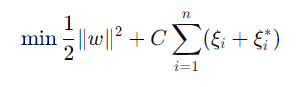 min 1/2 ||w||² + C ∑_{i=1}^{n} (ξ_i + ξ_i^*)